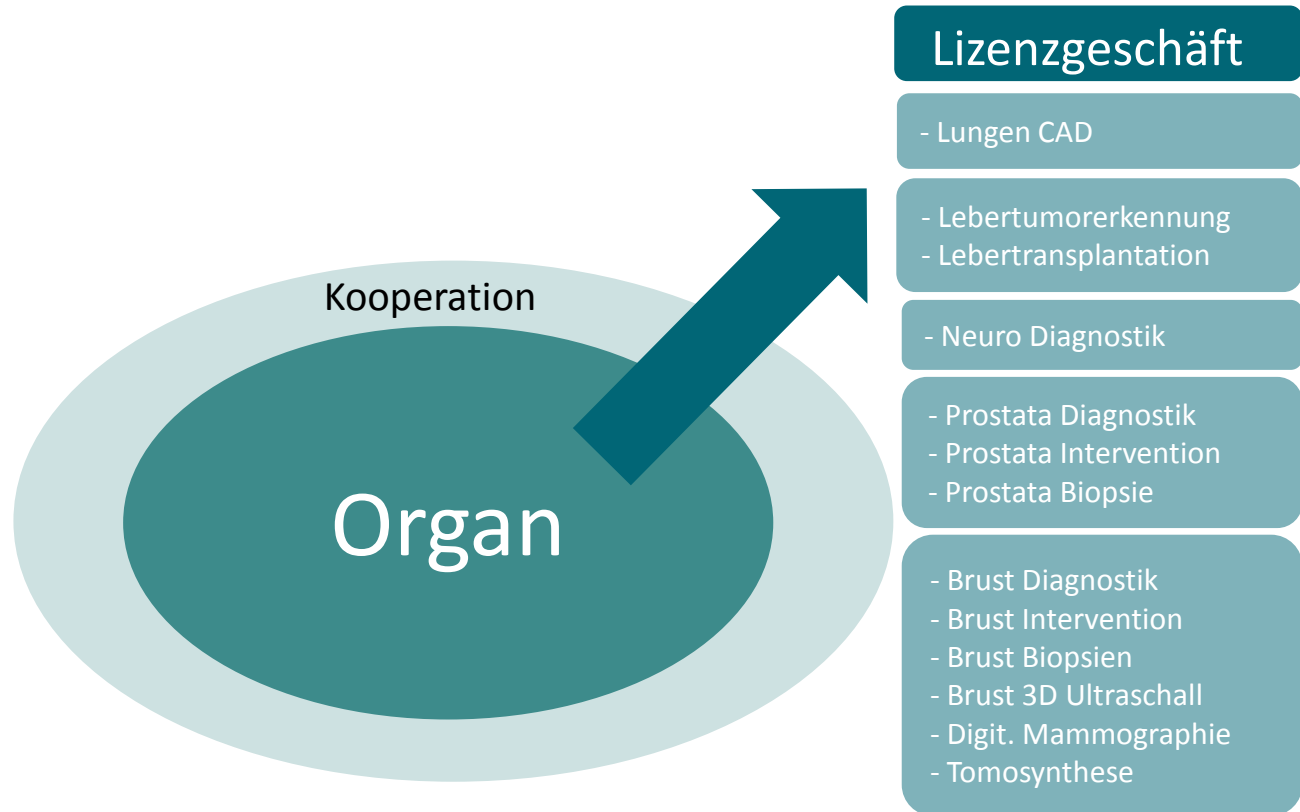 Lizenzgeschäft
- Lungen CAD
- Lebertumorerkennung
- Lebertransplantation
Kooperation
- Neuro Diagnostik
- Prostata Diagnostik
- Prostata Intervention
- Prostata Biopsie
Organ
- Brust Diagnostik
- Brust Intervention
- Brust Biopsien
- Brust 3D Ultraschall
- Digit. Mammographie
- Tomosynthese